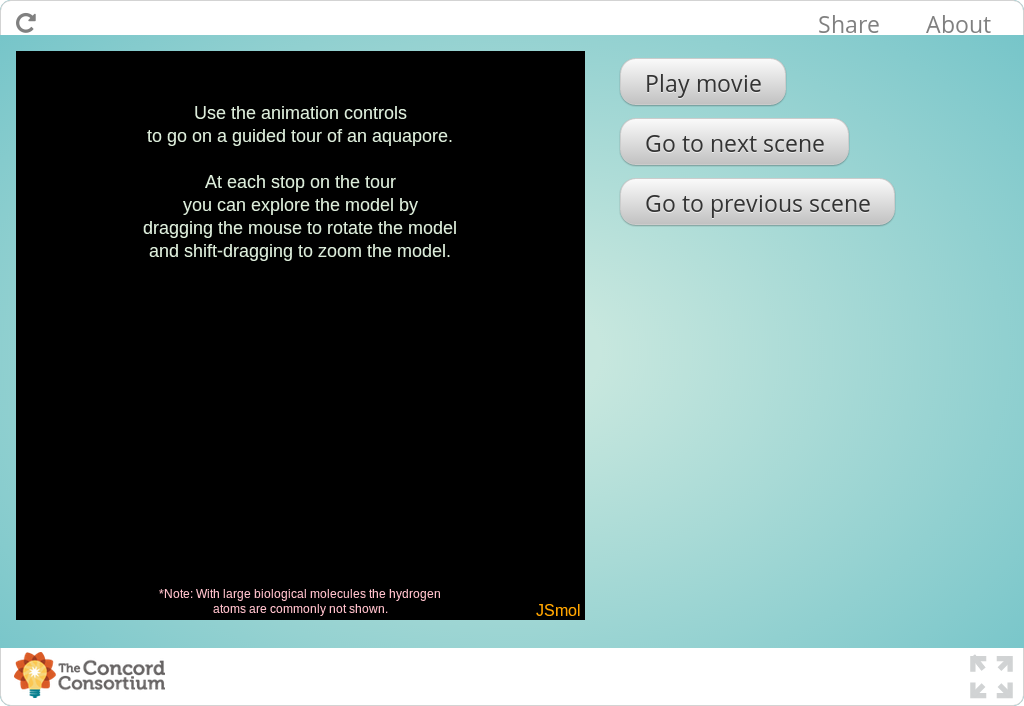 Share About
Use the animation controls
to go on a guided tour of an aquapore.
At each stop on the tour
you can explore the model by
dragging the mouse to rotate the model
and shift-dragging to zoom the model.
*Note: With large biological molecules the hydrogen
atoms are commonly not shown.
JSmol
Play movie
Go to next scene
Go to previous scene
The Concord
Consortium